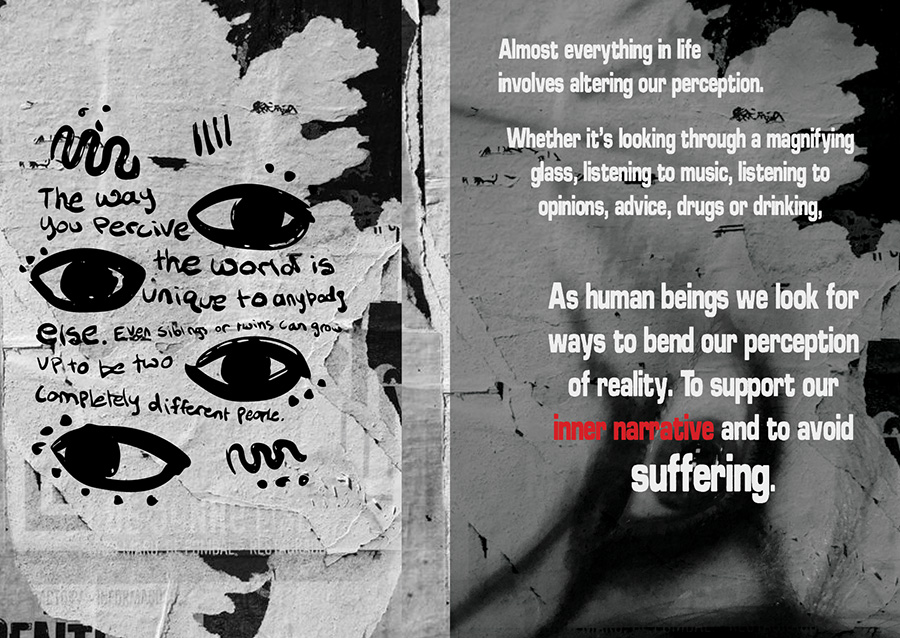 The way
you Percive
the world is
unique to anybody
else. Even siblings or twins can grow
up to be two
completely different people.
Almost everything in life
involves altering our perception.
Whether it's looking through a magnifying
glass, listening to music, listening to
opinions, advice, drugs or drinking,
As human beings we look for
ways to bend our perception
of reality. To support our
inner narrative and to avoid
suffering.